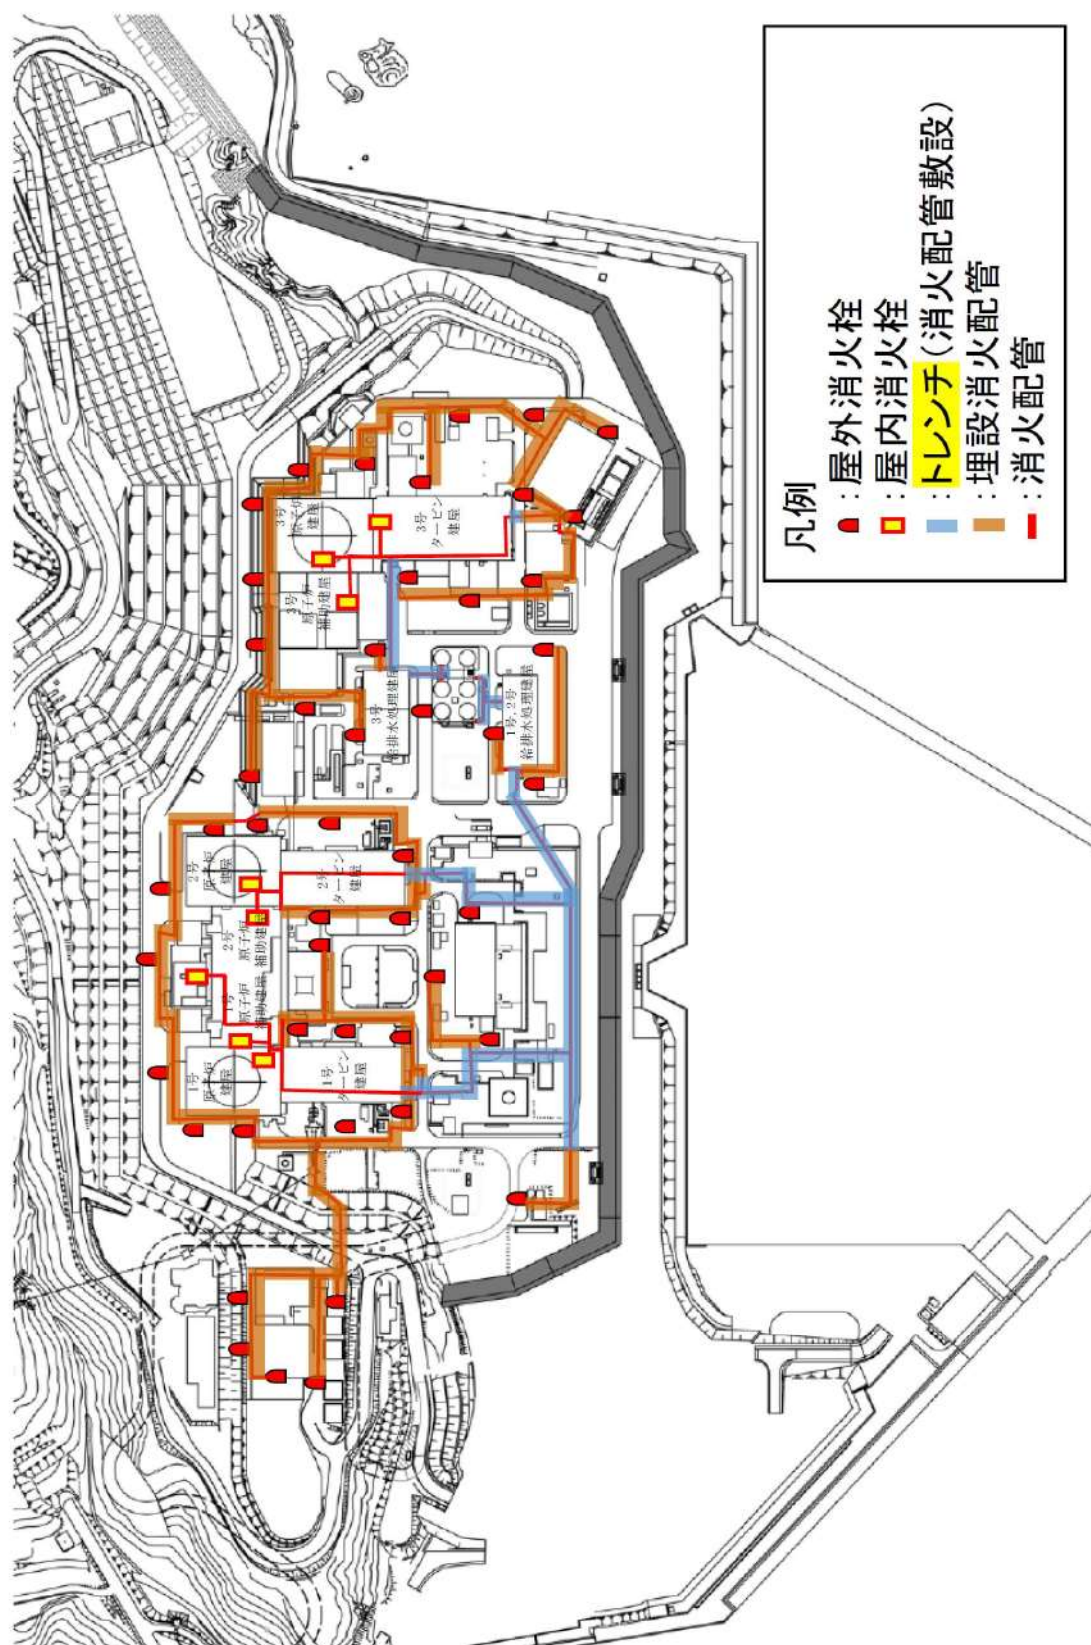 凡例
：屋外消火栓
：屋内消火栓
：トレンチ（消火配管敷設）
：埋設消火配管
：消火配管
3号
原子炉
建屋
3号
タービン
建屋
3号
原子炉
補助建屋
3号
給排水処理建屋
1号,2号
給排水処理建屋
2号
原子炉
建屋
2号
タービン
建屋
2号
原子炉
補助建屋
1号
原子炉
補助建屋
1号
原子炉
建屋
1号
タービン
建屋